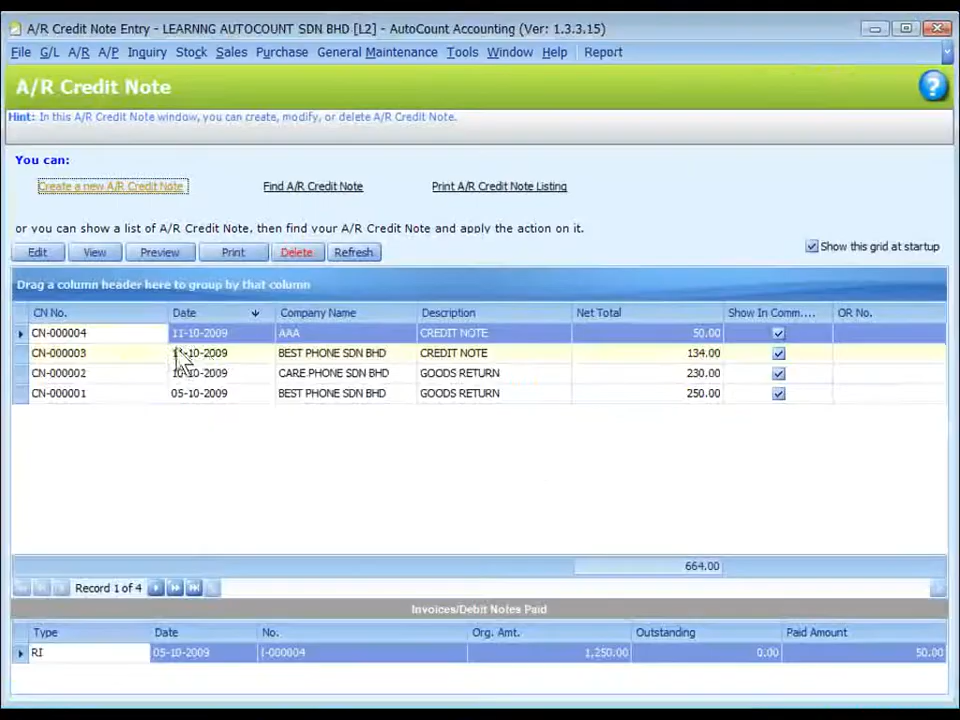 A/R Credit Note Entry - LEARNNG AUTOCOUNT SDN BHD [L2] - AutoCount Accounting (Ver: 1.3.3.15)
File G/L A/R A/P Inquiry Stock Sales Purchase General Maintenance Tools Window Help Report
A/R Credit Note
?
Hint: In this A/R Credit Note window, you can create, modify, or delete A/R Credit Note.
You can:
Create a new A/R Credit Note Find A/R Credit Note Print A/R Credit Note Listing
or you can show a list of A/R Credit Note, then find your A/R Credit Note and apply the action on it.
Edit View Preview Print Delete Refresh Show this grid at startup
Drag a column header here to group by that column
CN No. Date Company Name Description Net Total Show In Comm.... OR No.
CN-000004 11-10-2009 AAA CREDIT NOTE 50.00
CN-000003 11-10-2009 BEST PHONE SDN BHD CREDIT NOTE 134.00
CN-000002 10-10-2009 CARE PHONE SDN BHD GOODS RETURN 230.00
CN-000001 05-10-2009 BEST PHONE SDN BHD GOODS RETURN 250.00
664.00
Record 1 of 4
Invoices/Debit Notes Paid
Type Date No. Org. Amt. Outstanding Paid Amount
RI 05-10-2009 I-000004 1,250.00 0.00 50.00